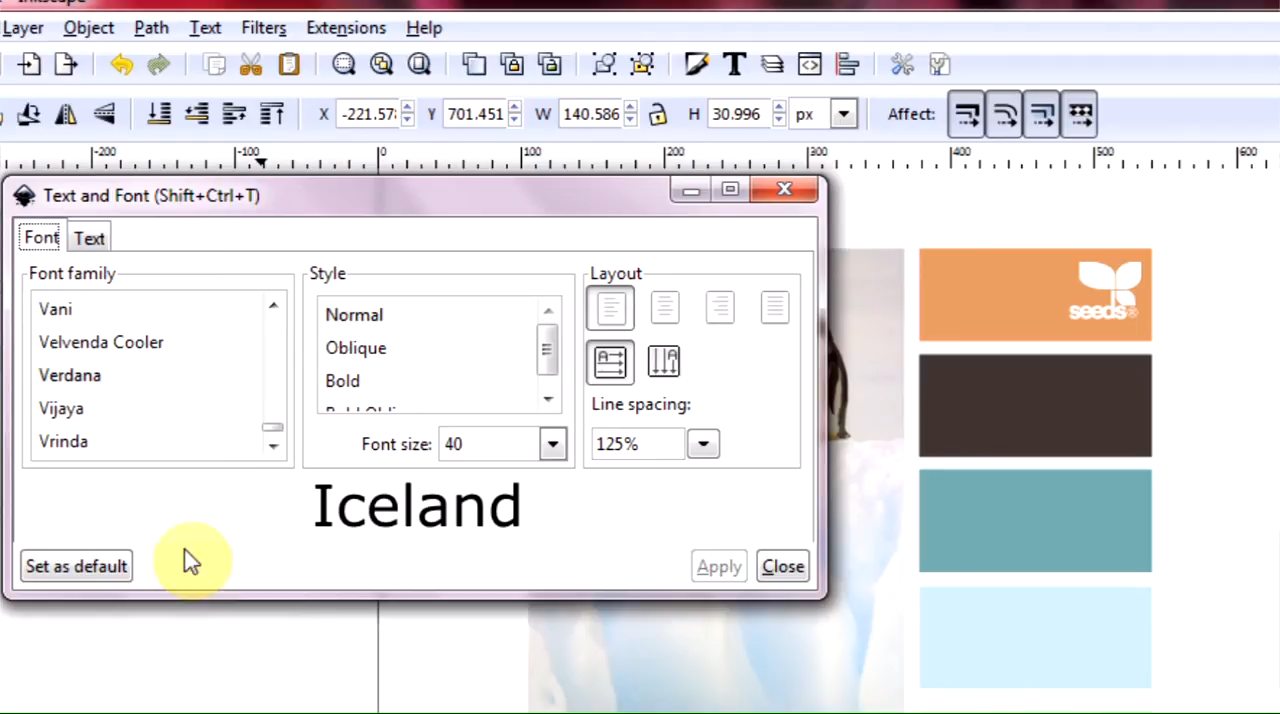 Inkscape
Layer Object Path Text Filters Extensions Help
X -221.57 Y 701.451 W 140.586 H 30.996 px Affect:
-200 -100 0 100 200 300 400 500 600
Text and Font (Shift+Ctrl+T)
Font Text
Font family Style Layout
Vani
Velvenda Cooler
Verdana
Vijaya
Vrinda
Normal
Oblique
Bold
Font size: 40
Line spacing:
125%
Iceland
Set as default Apply Close
seeds®